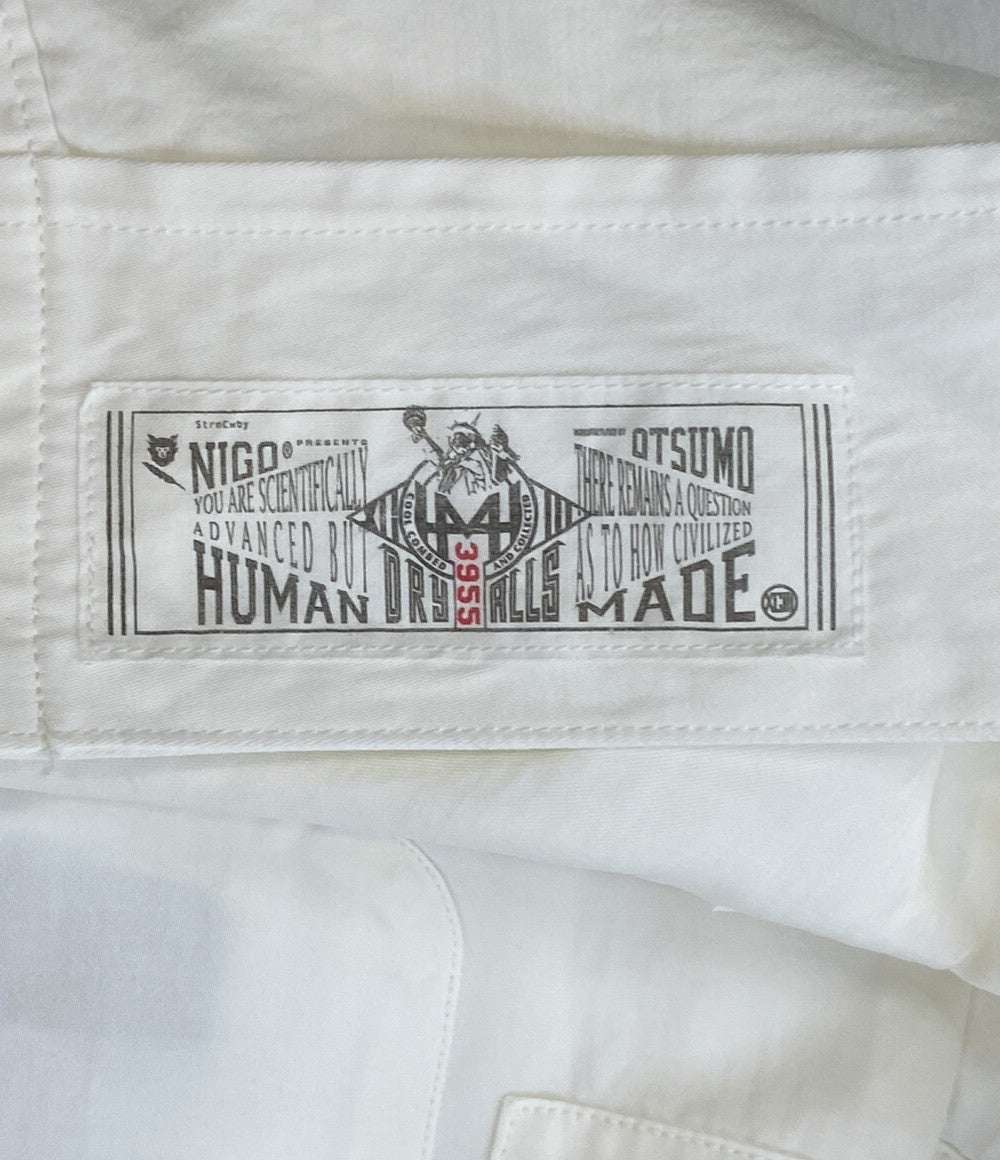 StrmCwby
NIGO® PRESENTS
YOU ARE SCIENTIFICALLY
ADVANCED BUT
HUMAN
COOL COMBED AND COLLECTED
DRY ALLS
3955
MANUFACTURED BY OTSUMO
THERE REMAINS A QUESTION
AS TO HOW CIVILIZED
MADE